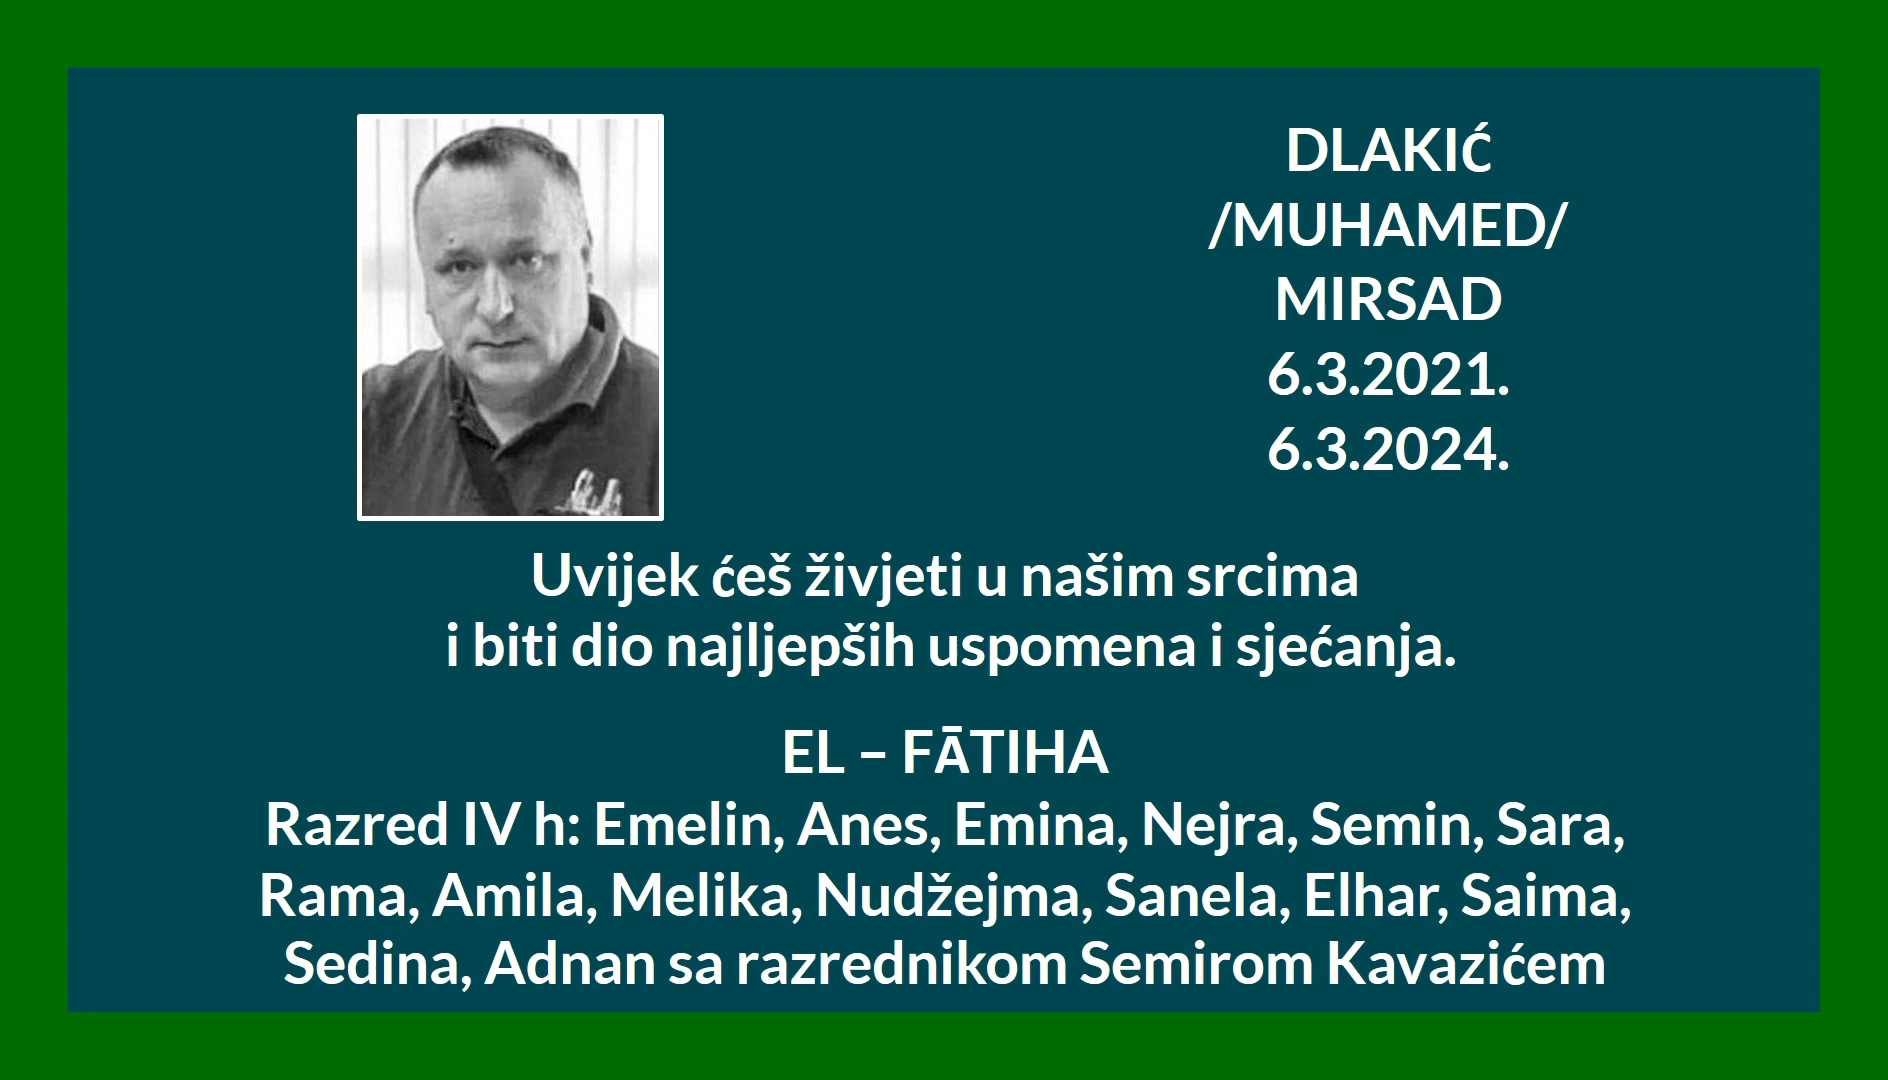 DLAKIĆ
/MUHAMED/
MIRSAD
6.3.2021.
6.3.2024.
Uvijek ćeš živjeti u našim srcima
i biti dio najljepših uspomena i sjećanja.
EL – FĀTIHA
Razred IV h: Emelin, Anes, Emina, Nejra, Semin, Sara,
Rama, Amila, Melika, Nudžejma, Sanela, Elhar, Saima,
Sedina, Adnan sa razrednikom Semirom Kavazićem